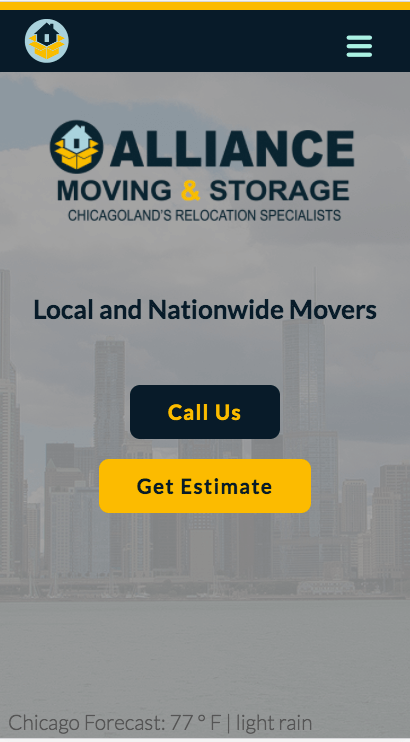 ALLIANCE
MOVING & STORAGE
CHICAGOLAND'S RELOCATION SPECIALISTS
Local and Nationwide Movers
Call Us
Get Estimate
Chicago Forecast: 77 º F | light rain